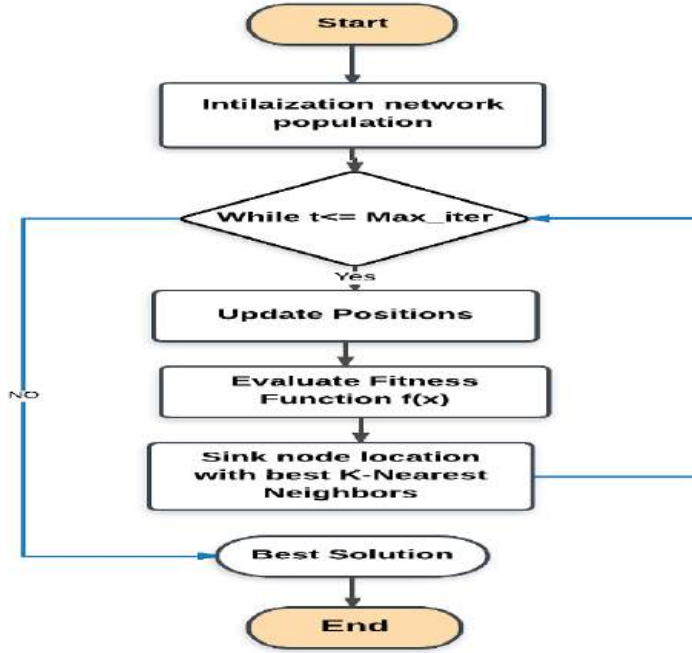 Start
Intilaization network
population
While t<= Max_iter
Yes
Update Positions
Evaluate Fitness
Function f(x)
No
Sink node location
with best K-Nearest
Neighbors
Best Solution
End